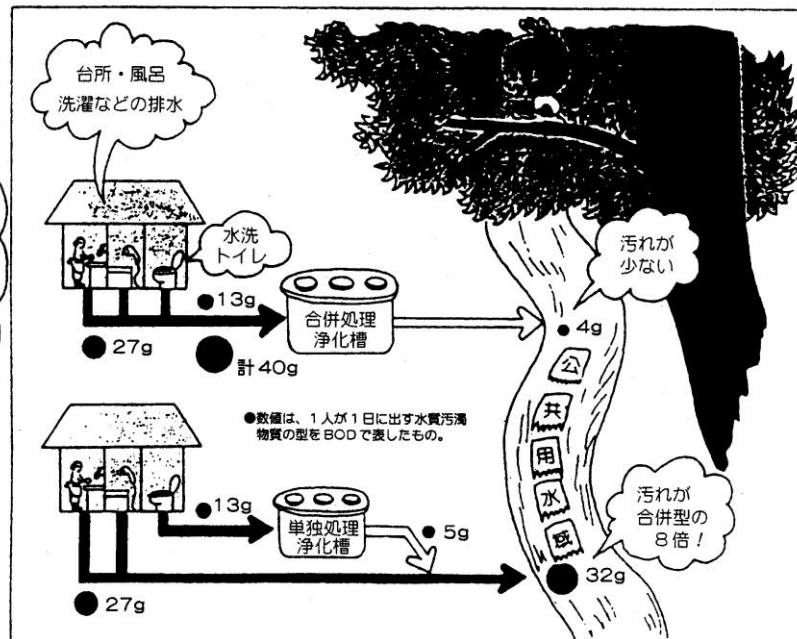 台所・風呂
洗濯などの排水
水洗
トイレ
13g
27g
計40g
合併処理
浄化槽
汚れが
少ない
4g
公
共
用
水
域
●数値は、1人が1日に出す水質汚濁
物質の型をBODで表したもの。
13g
27g
単独処理
浄化槽
5g
32g
汚れが
合併型の
8倍!